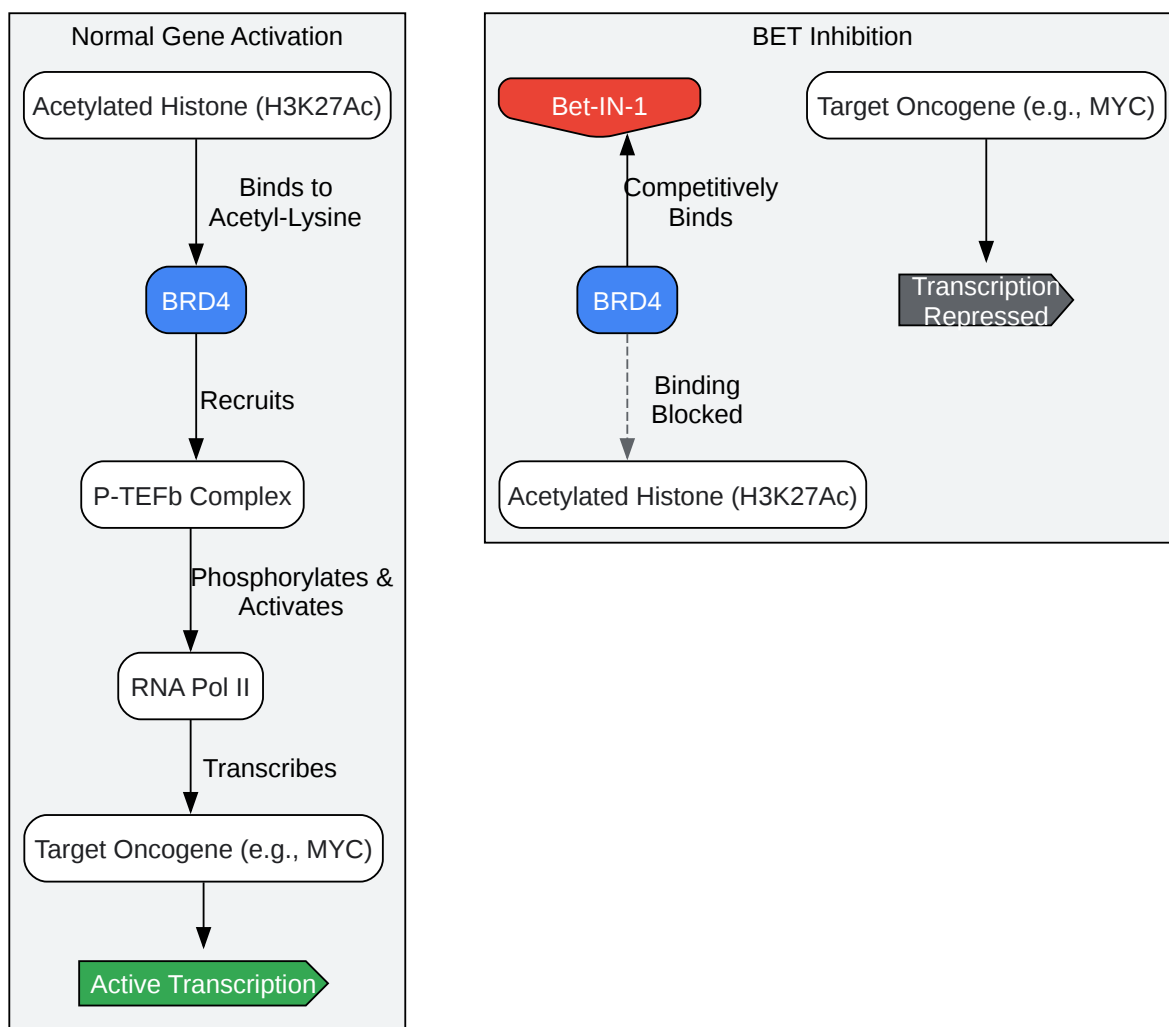 Normal Gene Activation
Acetylated Histone (H3K27Ac)
Binds to
Acetyl-Lysine
BRD4
Recruits
P-TEFb Complex
Phosphorylates &
Activates
RNA Pol II
Transcribes
Target Oncogene (e.g., MYC)
Active Transcription
BET Inhibition
Bet-IN-1
Competitively
Binds
BRD4
Binding
Blocked
Acetylated Histone (H3K27Ac)
Target Oncogene (e.g., MYC)
Transcription
Repressed